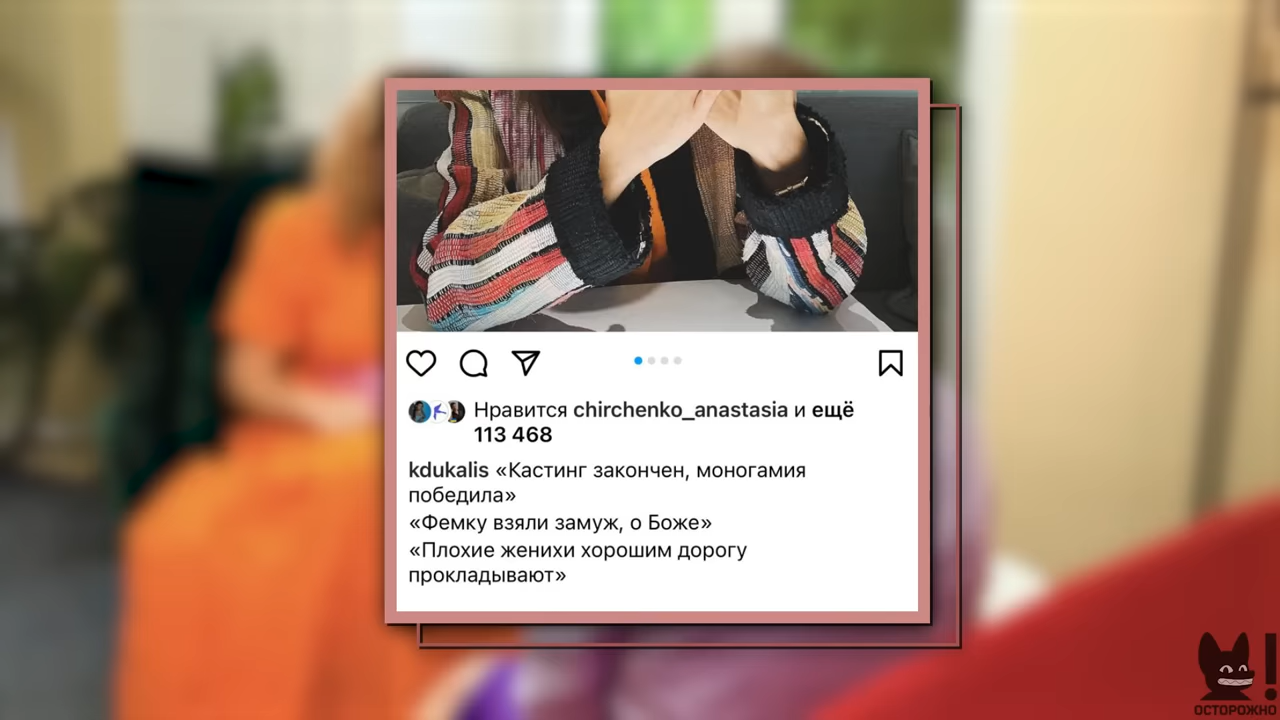 Нравится chirchenko_anastasia и ещё
113 468
kdukalis «Кастинг закончен, моногамия
победила»
«Фемку взяли замуж, о Боже»
«Плохие женихи хорошим дорогу
прокладывают»
ОСТОРОЖНО